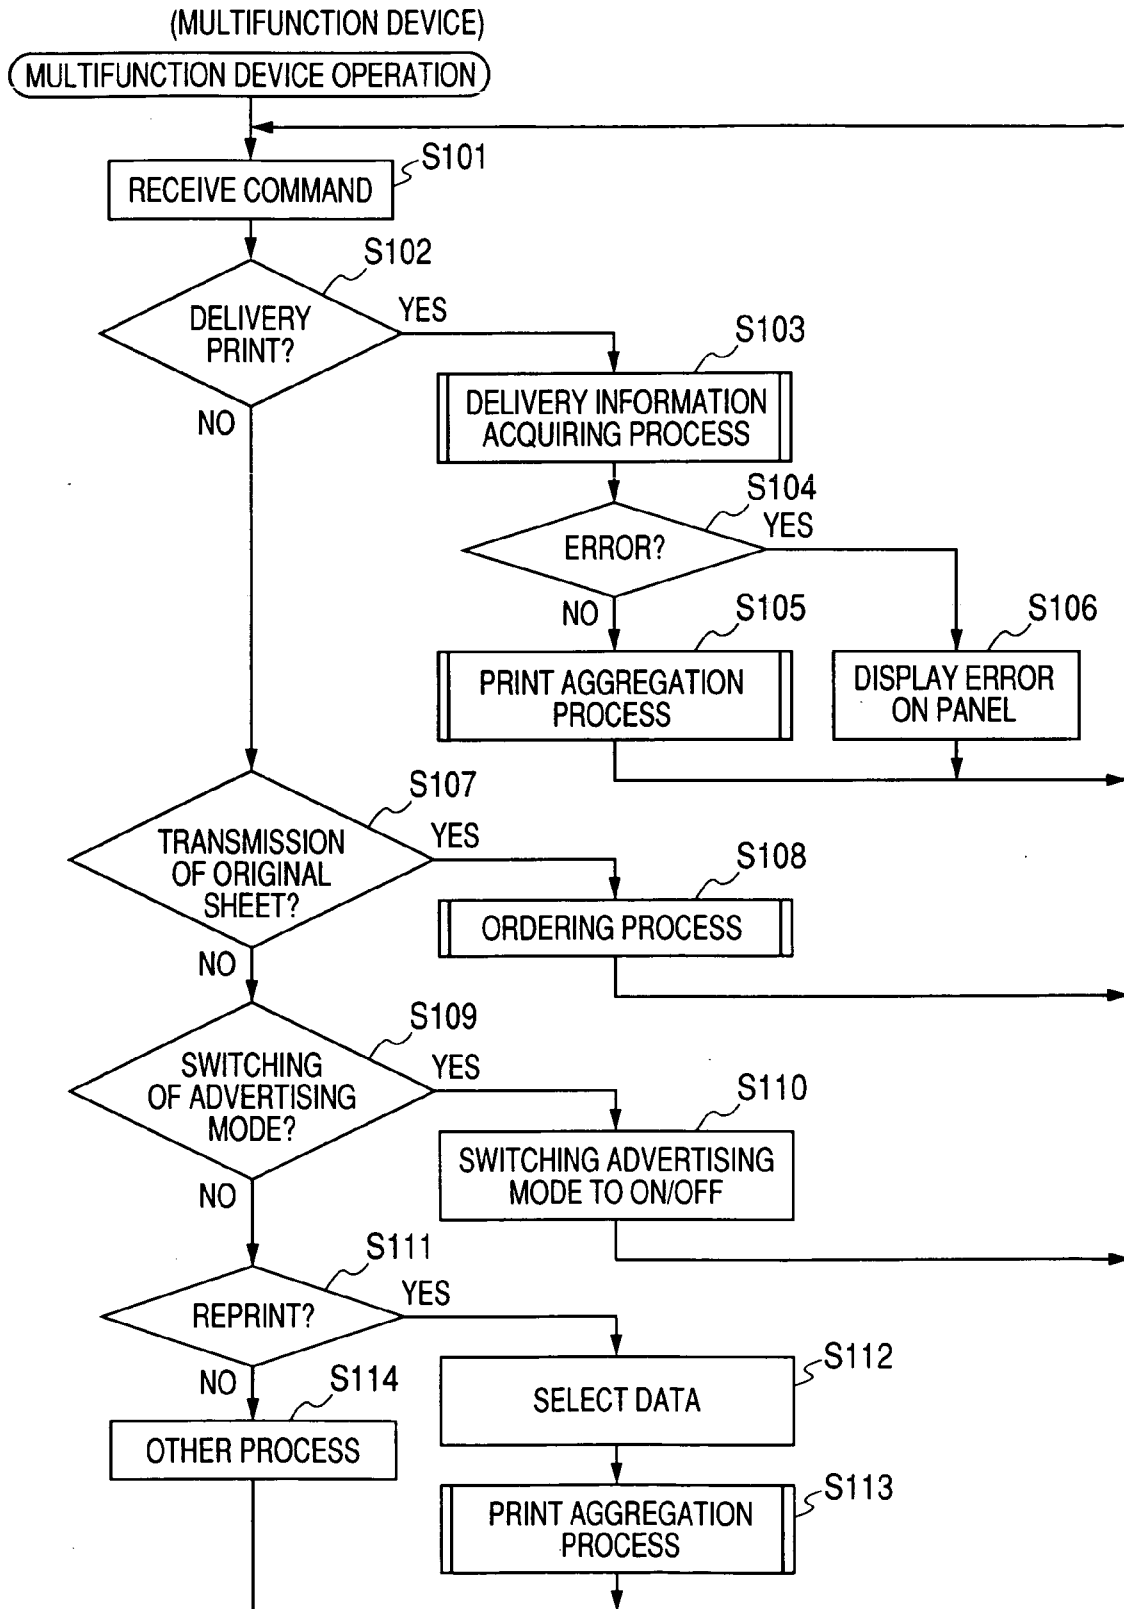 (MULTIFUNCTION DEVICE)
MULTIFUNCTION DEVICE OPERATION
S101
RECEIVE COMMAND
S102
DELIVERY
PRINT?
YES
NO
S103
DELIVERY INFORMATION
ACQUIRING PROCESS
S104
ERROR?
YES
NO
S105
PRINT AGGREGATION
PROCESS
S106
DISPLAY ERROR
ON PANEL
S107
TRANSMISSION
OF ORIGINAL
SHEET?
YES
NO
S108
ORDERING PROCESS
S109
SWITCHING
OF ADVERTISING
MODE?
YES
NO
S110
SWITCHING ADVERTISING
MODE TO ON/OFF
S111
REPRINT?
YES
NO
S112
SELECT DATA
S114
OTHER PROCESS
S113
PRINT AGGREGATION
PROCESS